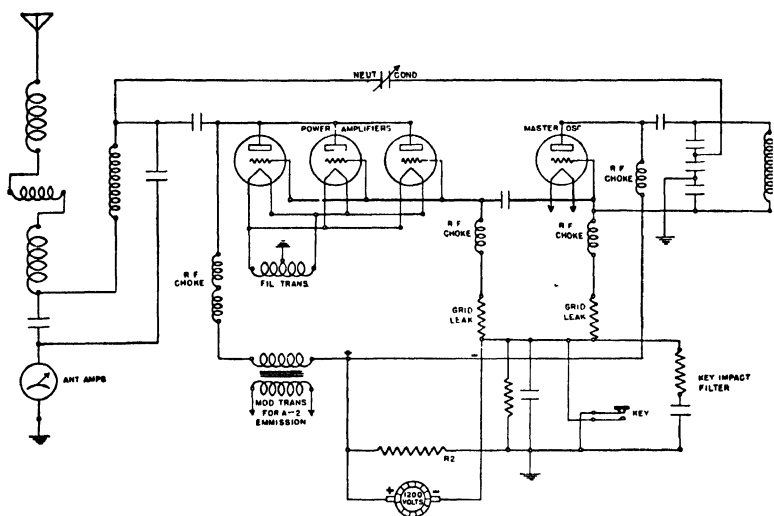 NEUT COND
POWER AMPLIFIERS
MASTER OSC
R F
CHOKE
R F
CHOKE
R F
CHOKE
R F
CHOKE
FIL TRANS
GRID
LEAK
GRID
LEAK
ANT AMPS
MOD TRANS
FOR A-2
EMMISSION
KEY IMPACT
FILTER
KEY
R2
+ 1200 -
VOLTS